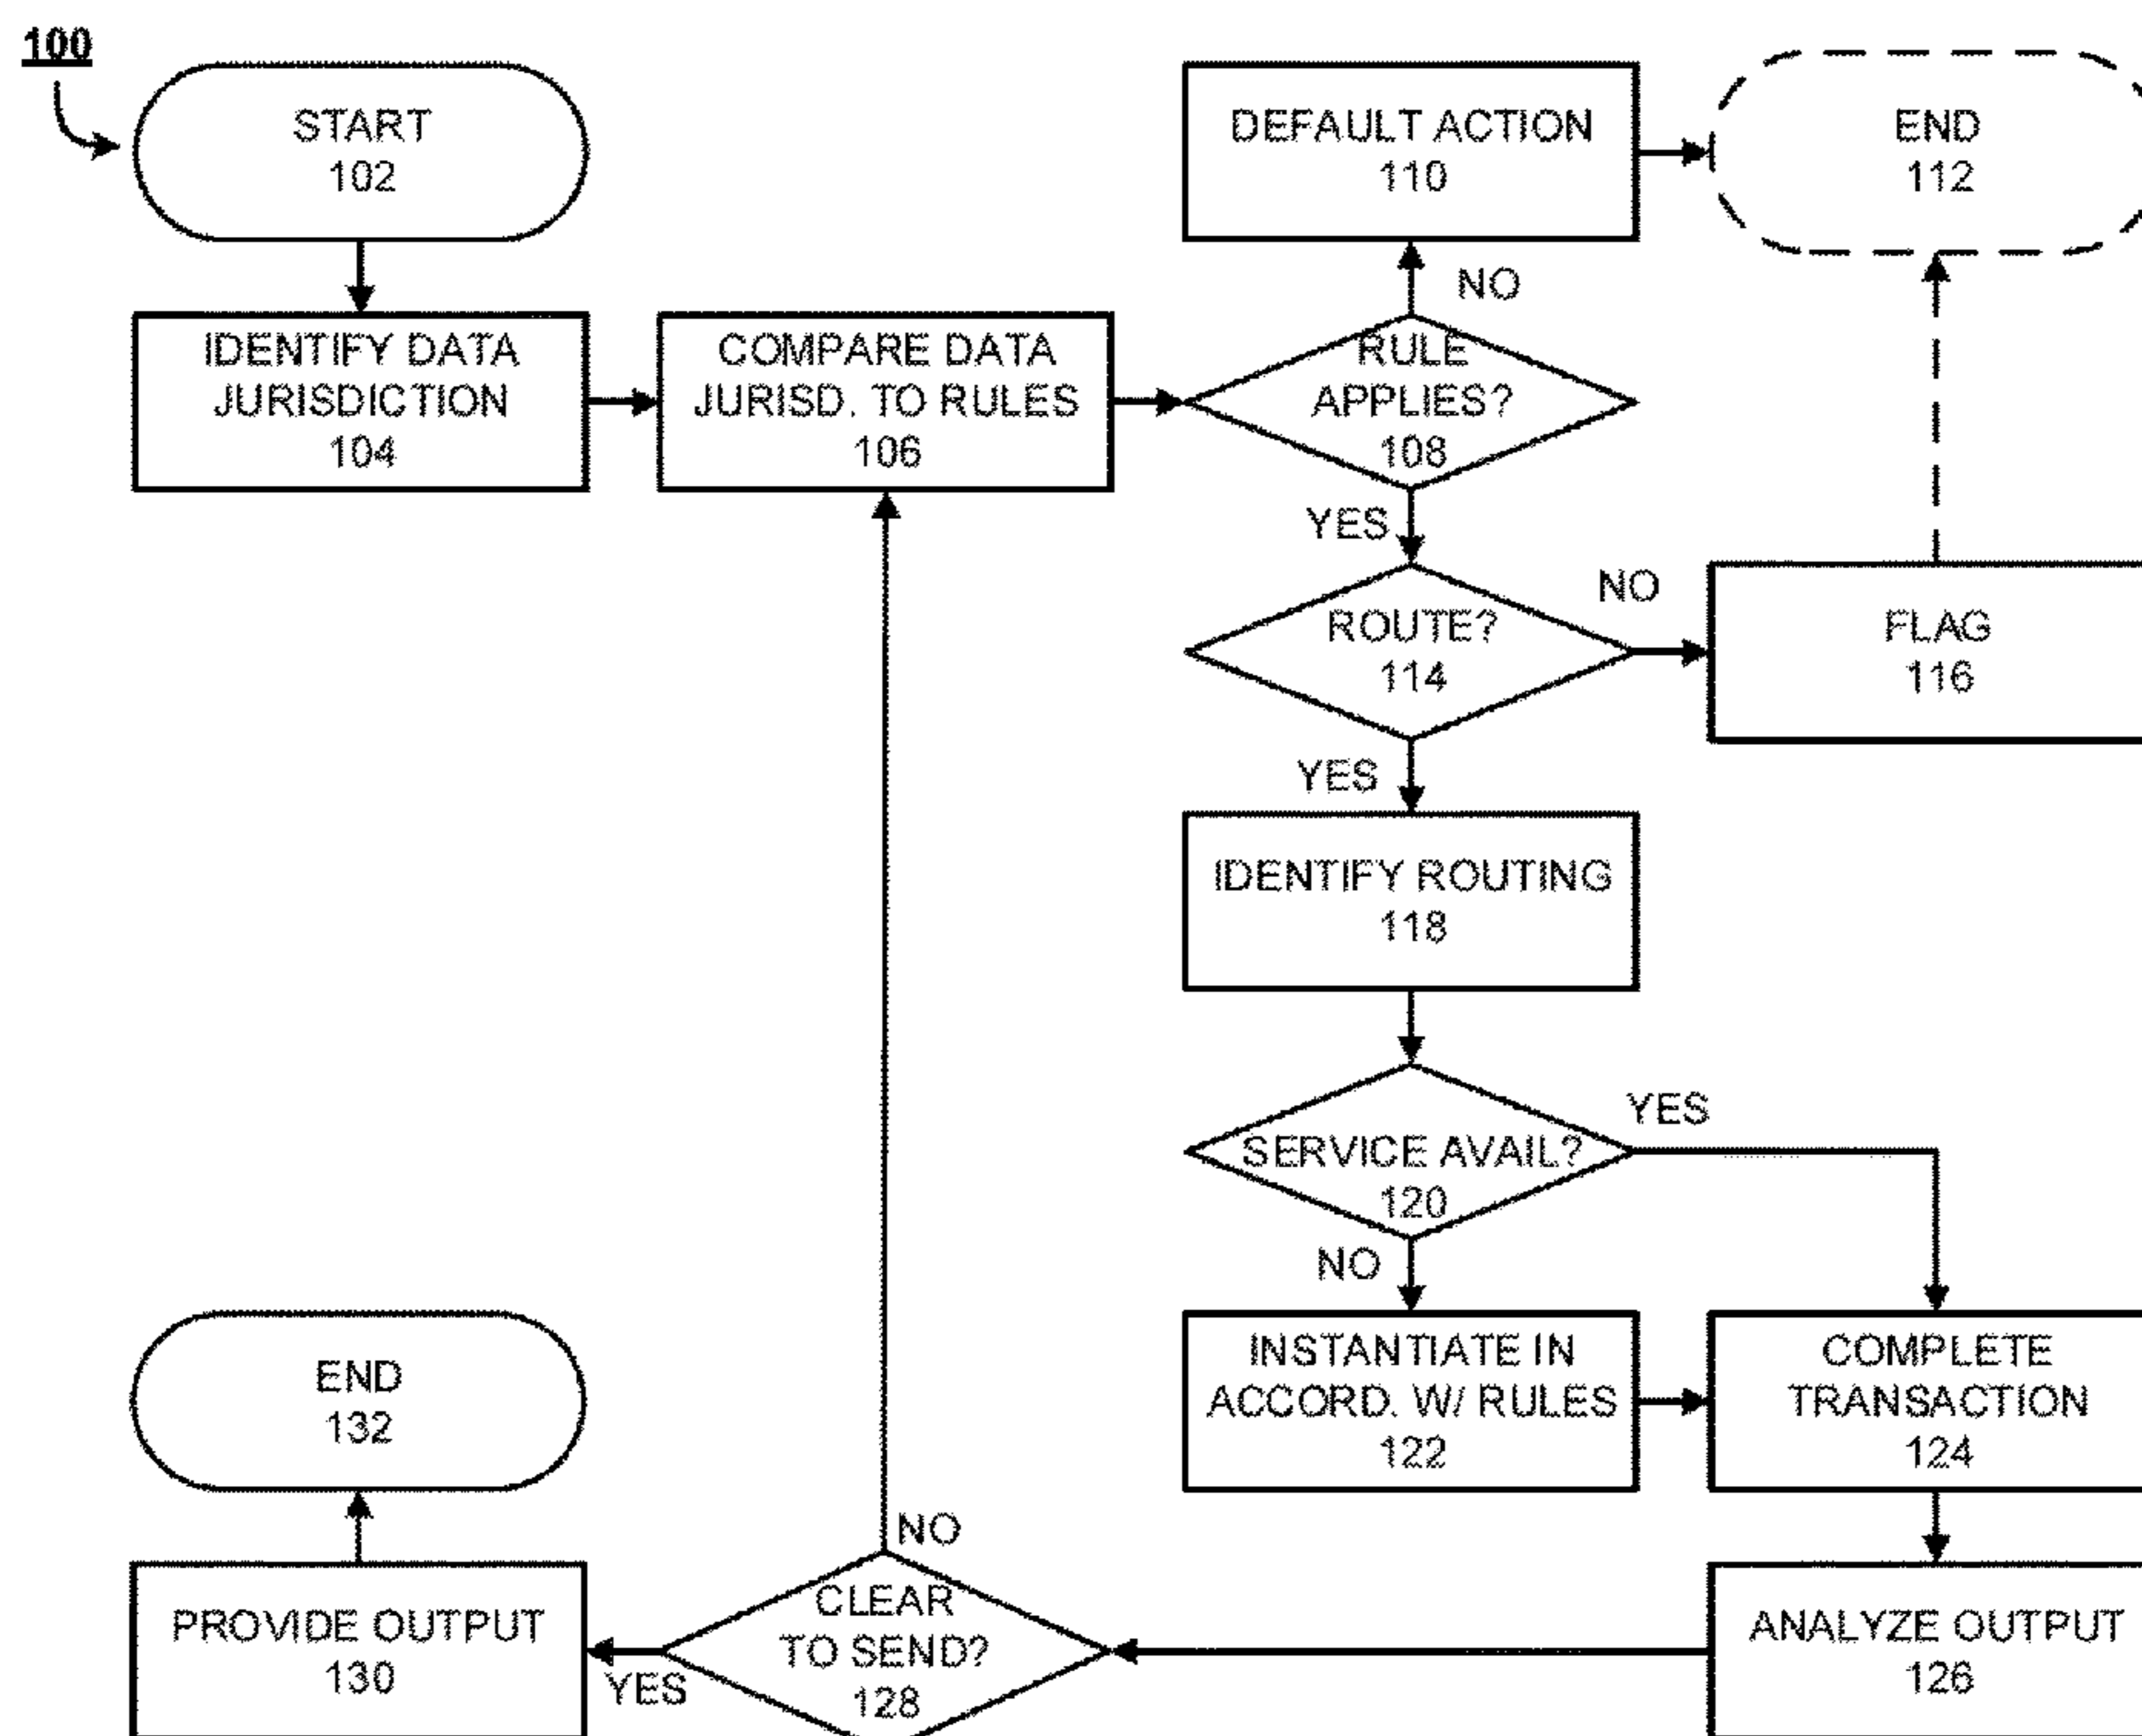 100
START
102
DEFAULT ACTION
110
END
112
NO
IDENTIFY DATA
JURISDICTION
104
COMPARE DATA
JURISD. TO RULES
106
RULE
APPLIES?
108
YES
ROUTE?
114
NO
FLAG
116
YES
IDENTIFY ROUTING
118
SERVICE AVAIL?
120
YES
NO
INSTANTIATE IN
ACCORD. W/ RULES
122
COMPLETE
TRANSACTION
124
ANALYZE OUTPUT
126
CLEAR
TO SEND?
128
NO
YES
PROVIDE OUTPUT
130
END
132